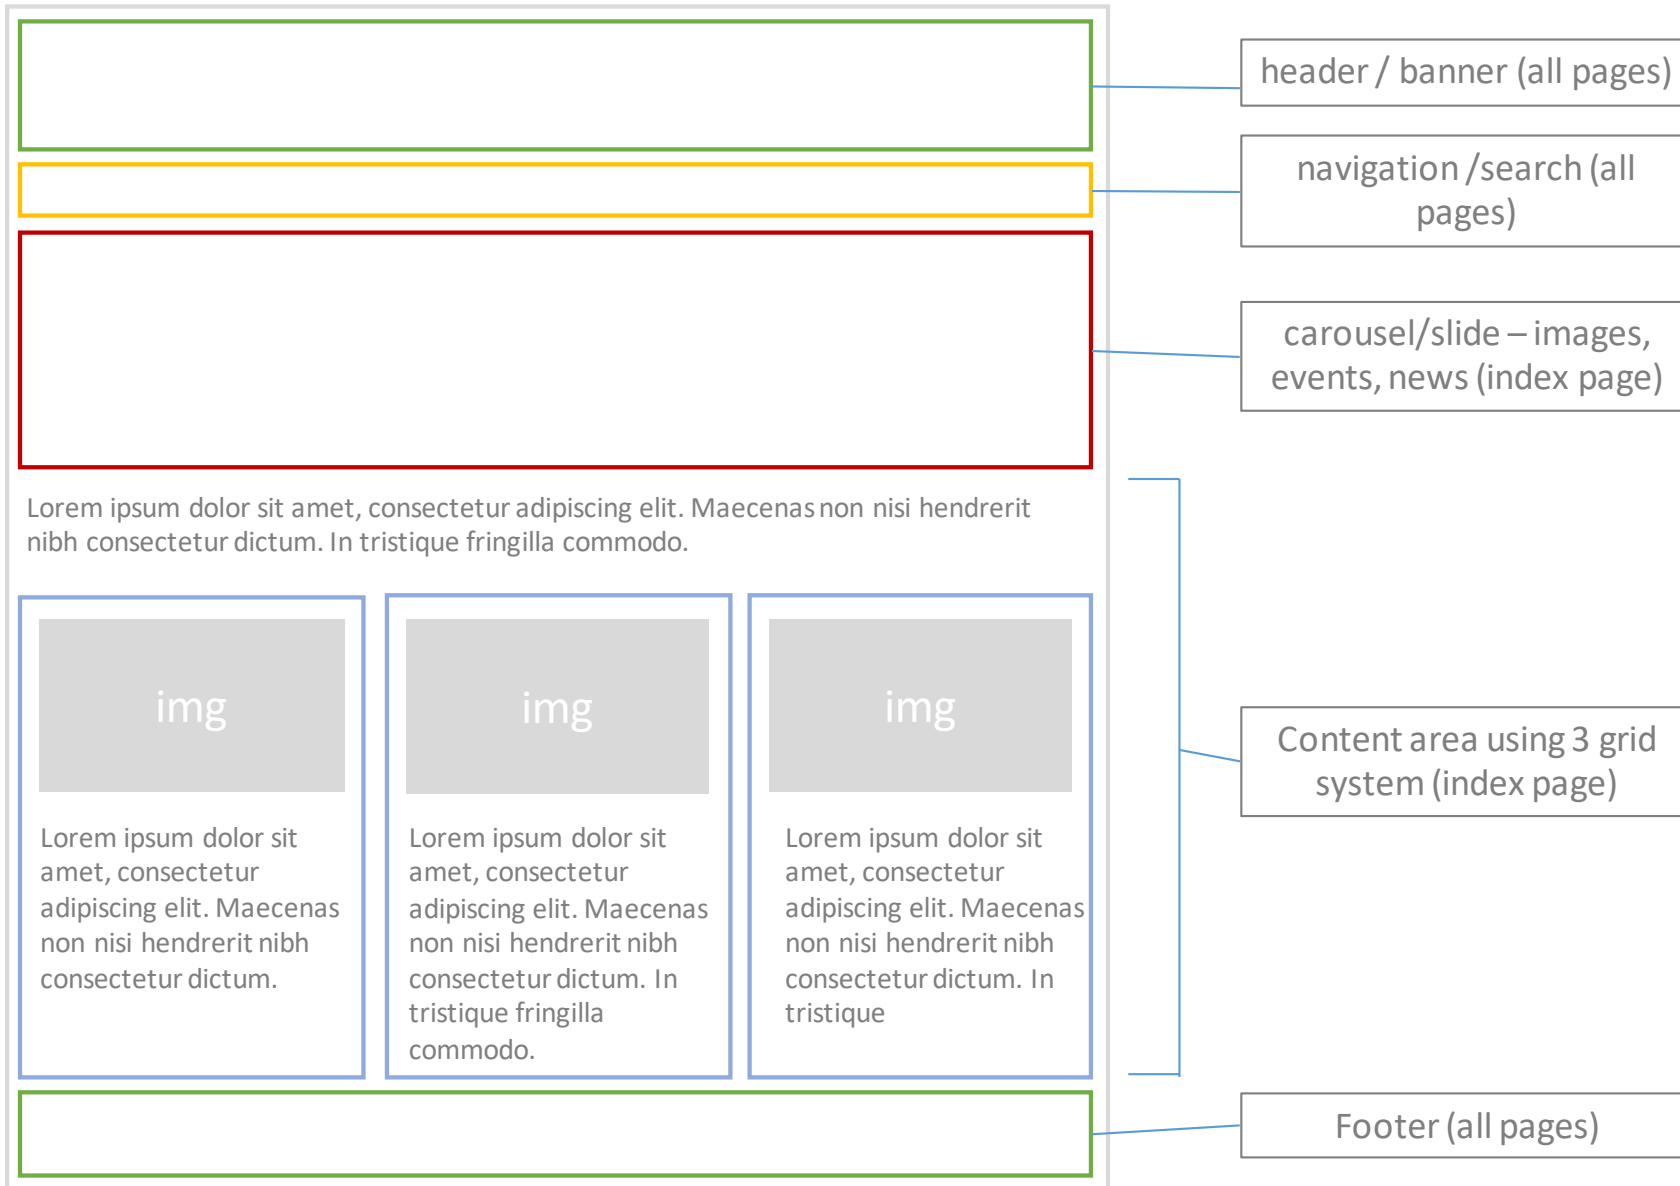 header / banner (all pages)
navigation /search (all
pages)
carousel/slide – images,
events, news (index page)
Lorem ipsum dolor sit amet, consectetur adipiscing elit. Maecenas non nisi hendrerit
nibh consectetur dictum. In tristique fringilla commodo.
img
Lorem ipsum dolor sit
amet, consectetur
adipiscing elit. Maecenas
non nisi hendrerit nibh
consectetur dictum.
img
Lorem ipsum dolor sit
amet, consectetur
adipiscing elit. Maecenas
non nisi hendrerit nibh
consectetur dictum. In
tristique fringilla
commodo.
img
Lorem ipsum dolor sit
amet, consectetur
adipiscing elit. Maecenas
non nisi hendrerit nibh
consectetur dictum. In
tristique
Content area using 3 grid
system (index page)
Footer (all pages)